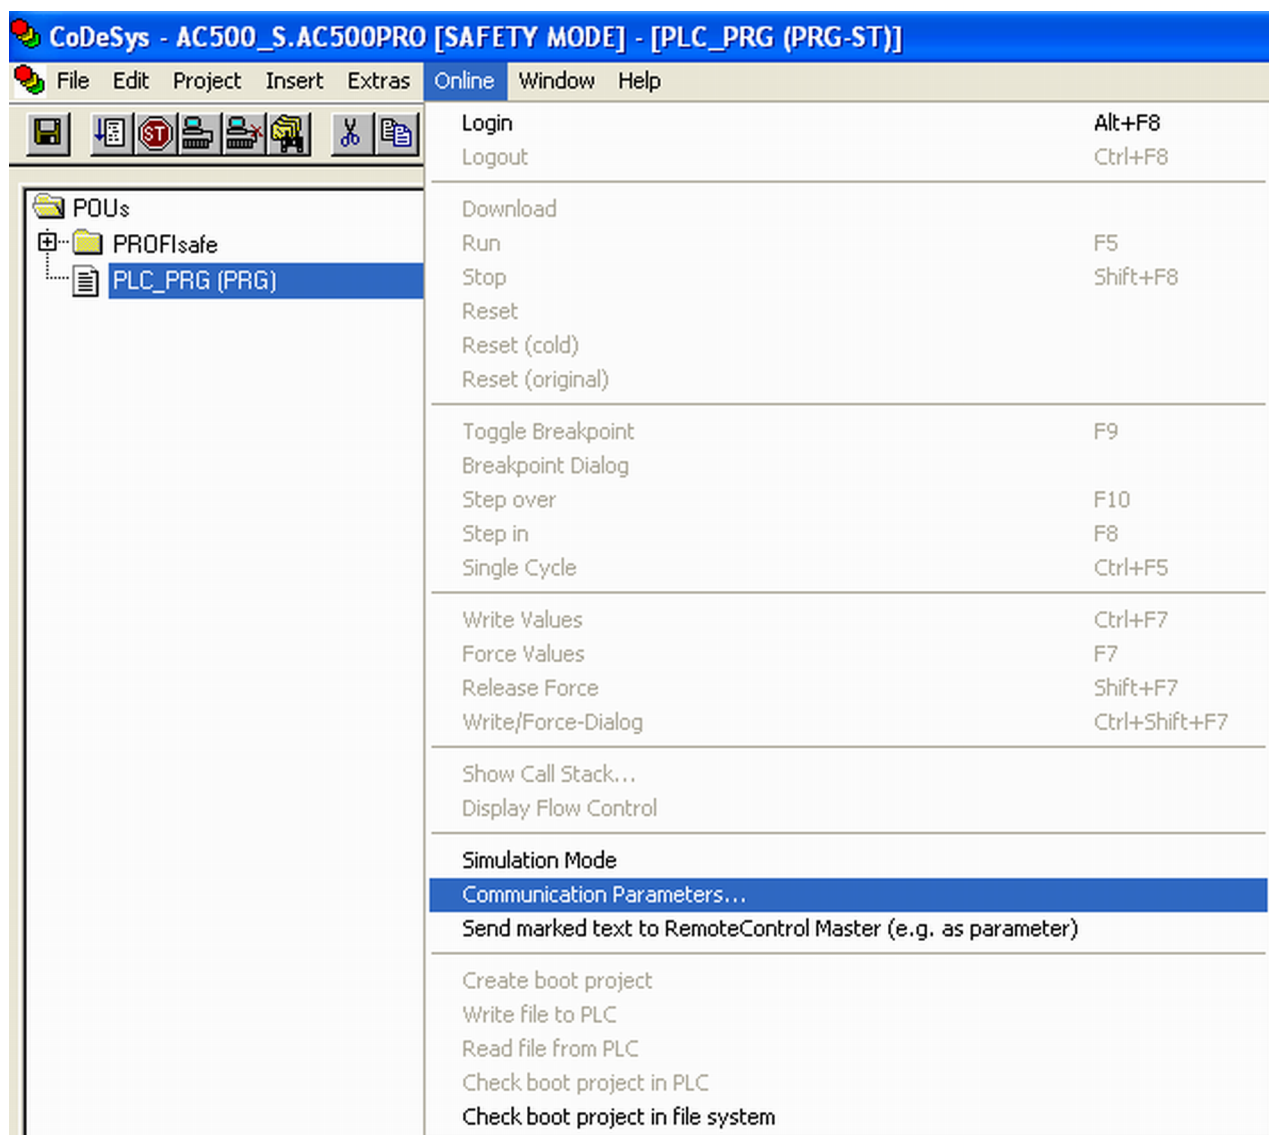 CoDeSys - AC500_S.AC500PRO [SAFETY MODE] - [PLC_PRG (PRG-ST)]
File Edit Project Insert Extras Online Window Help
ST
POUs
PROFIsafe
PLC_PRG (PRG)
Login Alt+F8
Logout Ctrl+F8
Download
Run F5
Stop Shift+F8
Reset
Reset (cold)
Reset (original)
Toggle Breakpoint F9
Breakpoint Dialog
Step over F10
Step in F8
Single Cycle Ctrl+F5
Write Values Ctrl+F7
Force Values F7
Release Force Shift+F7
Write/Force-Dialog Ctrl+Shift+F7
Show Call Stack...
Display Flow Control
Simulation Mode
Communication Parameters...
Send marked text to RemoteControl Master (e.g. as parameter)
Create boot project
Write file to PLC
Read file from PLC
Check boot project in PLC
Check boot project in file system